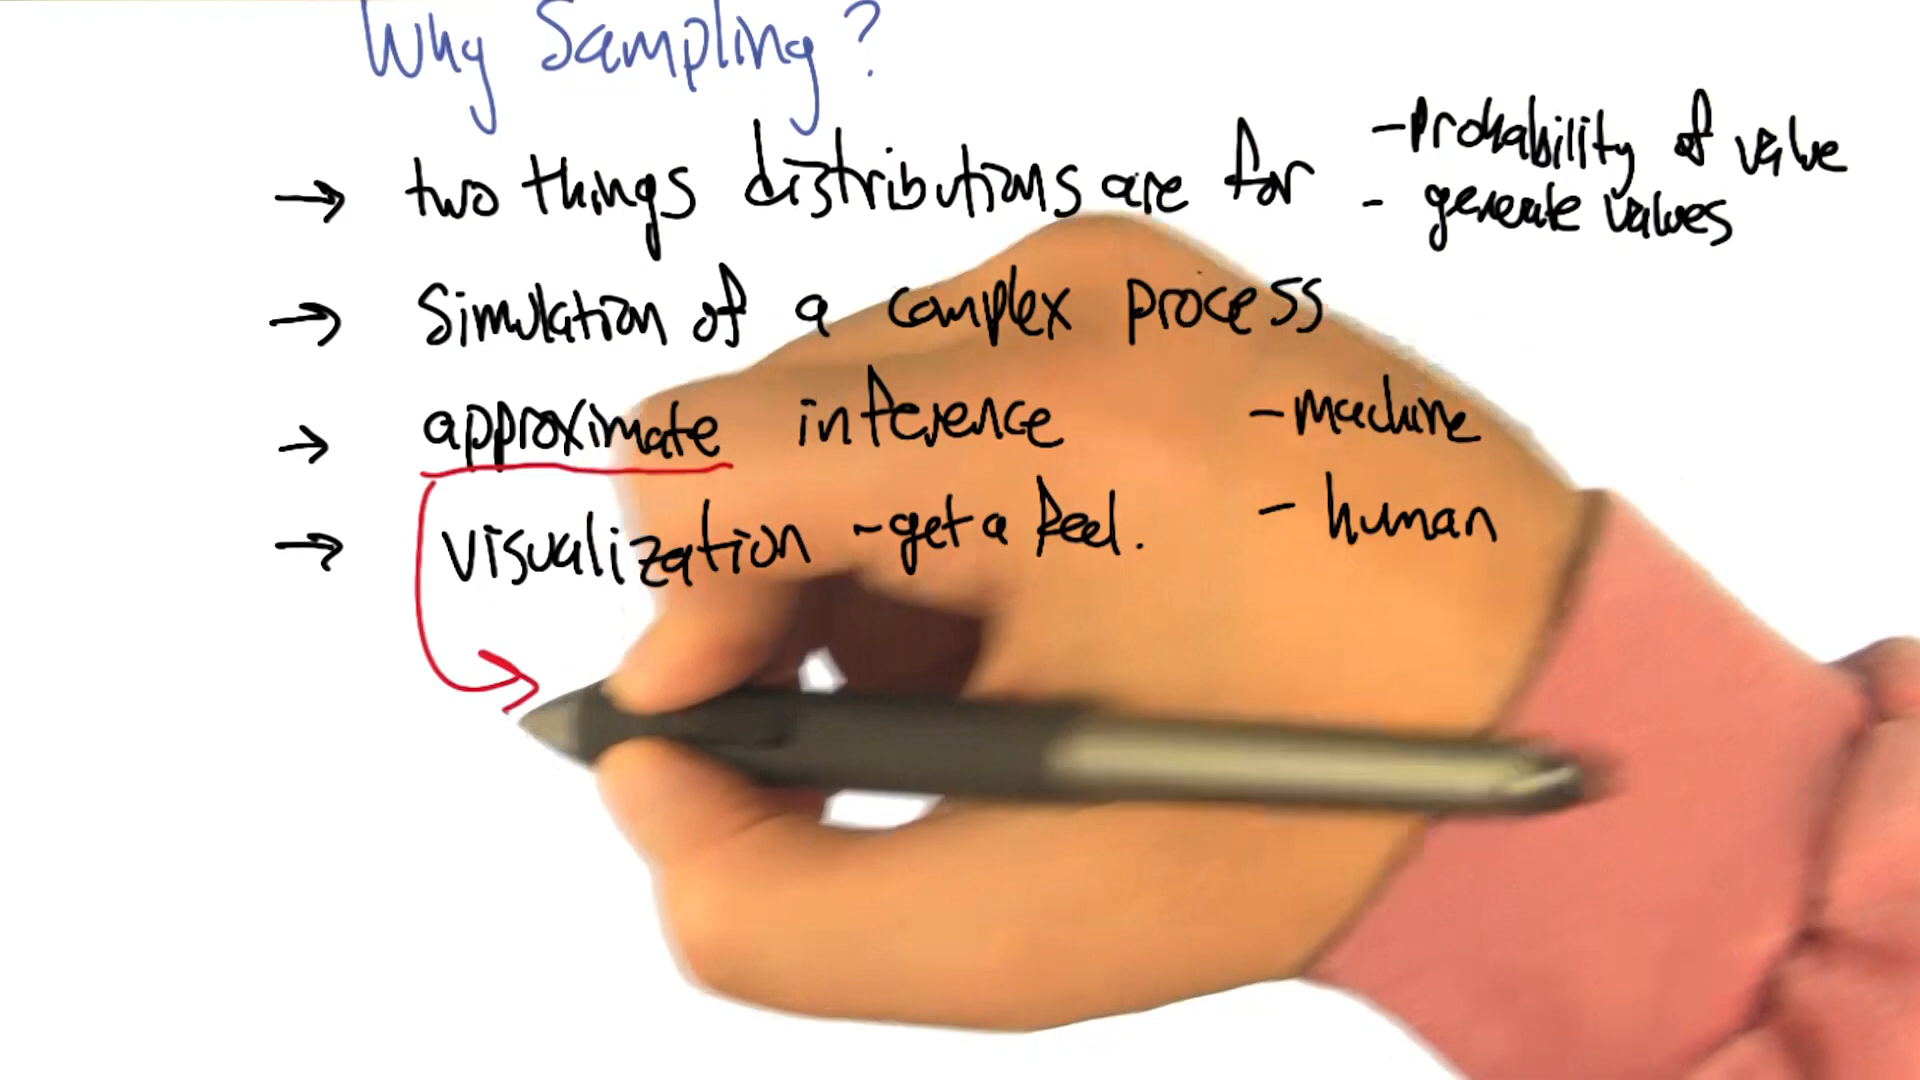 Why Sampling?
→ two things distributions are for
- probability of value
- generate values
→ Simulation of a complex process
→ approximate inference - machine
→ visualization - get a feel. - human